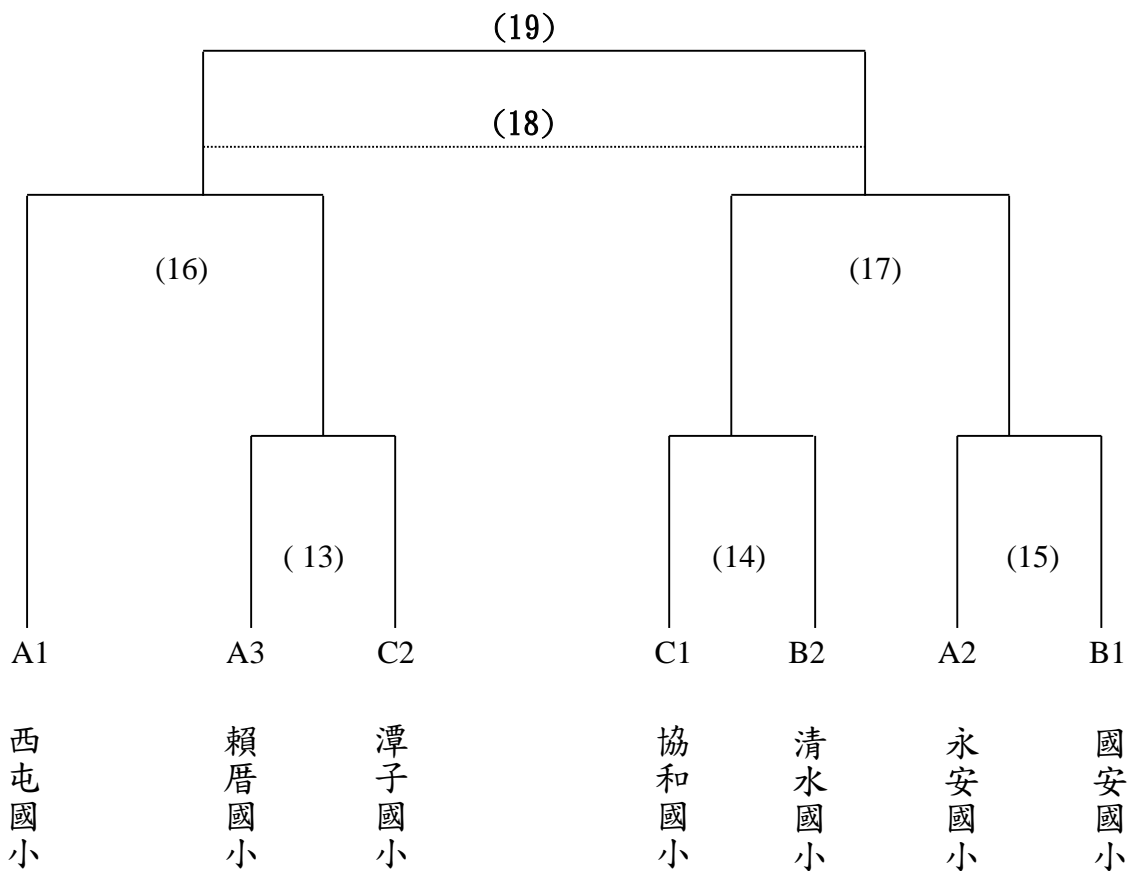 (19)
(18)
(16)
(17)
( 13)
(14)
(15)
A1
A3
C2
C1
B2
A2
B1
西屯國小
賴厝國小
潭子國小
協和國小
清水國小
永安國小
國安國小